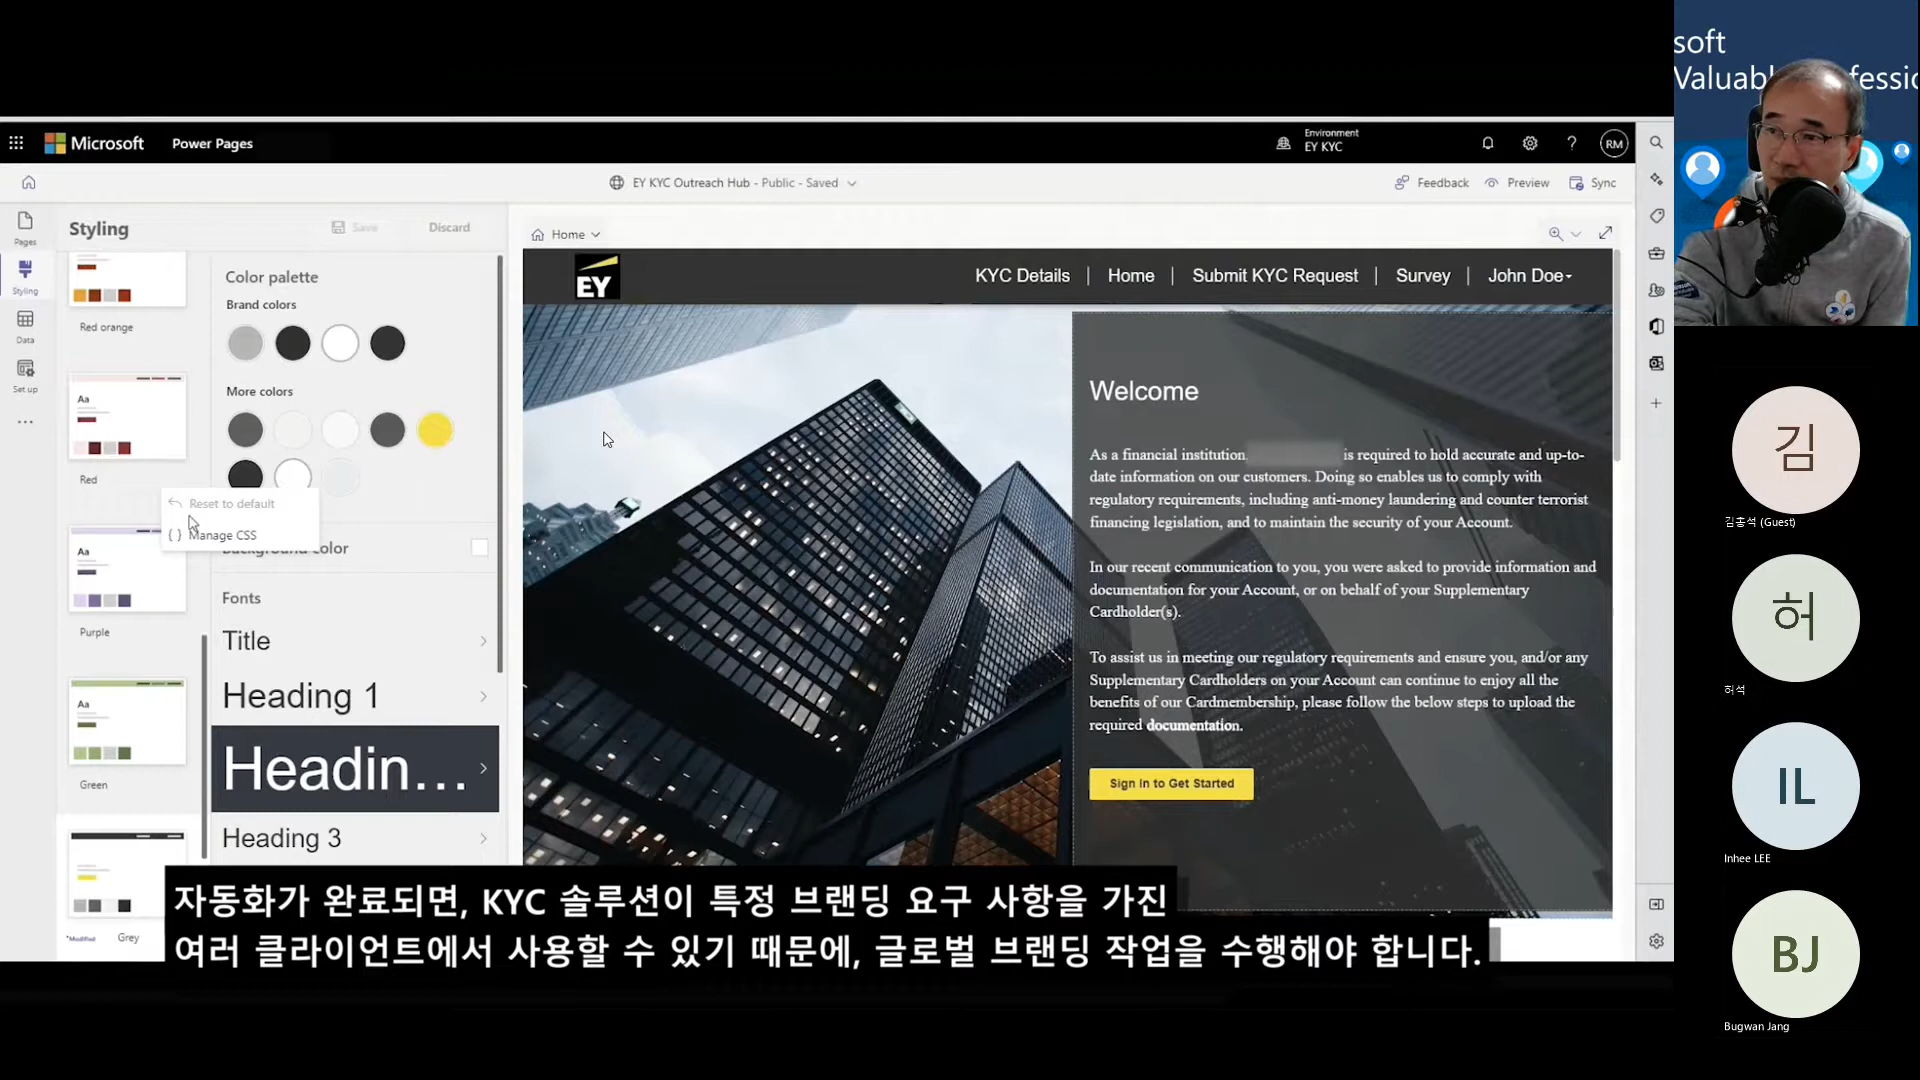 soft
Valuabl fessic
Microsoft
Power Pages
Environment
EY KYC
?
RM
EY KYC Outreach Hub - Public - Saved
Feedback
Preview
Sync
Pages
Styling
Data
Set up
Styling
Save
Discard
Red orange
Aa
Red
Aa
Purple
Aa
Green
*Modified
Grey
Color palette
Brand colors
More colors
Reset to default
{ } Manage CSS
Background color
Fonts
Title
Heading 1
Headin...
Heading 3
Home
EY
KYC Details | Home | Submit KYC Request | Survey | John Doe
Welcome
As a financial institution, is required to hold accurate and up-to-
date information on our customers. Doing so enables us to comply with
regulatory requirements, including anti-money laundering and counter terrorist
financing legislation, and to maintain the security of your Account.
In our recent communication to you, you were asked to provide information and
documentation for your Account, or on behalf of your Supplementary
Cardholder(s).
To assist us in meeting our regulatory requirements and ensure you, and/or any
Supplementary Cardholders on your Account can continue to enjoy all the
benefits of our Cardmembership, please follow the below steps to upload the
required documentation.
Sign In to Get Started
자동화가 완료되면, KYC 솔루션이 특정 브랜딩 요구 사항을 가진
여러 클라이언트에서 사용할 수 있기 때문에, 글로벌 브랜딩 작업을 수행해야 합니다.
김
김홍석 (Guest)
허
허석
IL
Inhee LEE
BJ
Bugwan Jang